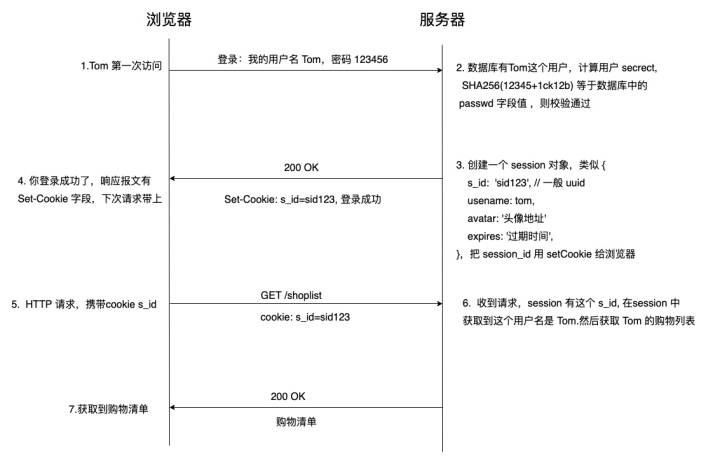 浏览器
服务器
1.Tom 第一次访问
登录：我的用户名 Tom，密码 123456
2. 数据库有Tom这个用户，计算用户 secrect,
SHA256(12345+1ck12b) 等于数据库中的
passwd 字段值 ，则校验通过
3. 创建一个 session 对象，类似 {
s_id:  'sid123', // 一般 uuid
usename: tom,
avatar: '头像地址'
expires: '过期时间',
}，把 session_id 用 setCookie 给浏览器
200 OK
Set-Cookie: s_id=sid123, 登录成功
4. 你登录成功了，响应报文有
Set-Cookie 字段，下次请求带上
5.  HTTP 请求，携带cookie s_id
GET /shoplist
cookie: s_id=sid123
6.  收到请求，session 有这个 s_id, 在session 中
获取到这个用户名是 Tom.然后获取 Tom 的购物列表
200 OK
购物清单
7.获取到购物清单